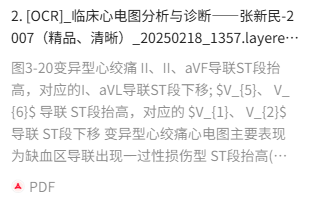 2. [OCR]_临床心电图分析与诊断——张新民-2
007（精品、清晰）_20250218_1357.layere…
图3-20变异型心绞痛 II、II、aVF导联ST段抬
高，对应的I、aVL导联ST段下移; $V_{5}、 V_
{6}$ 导联 ST段抬高，对应的 $V_{1}、 V_{2}$
导联 ST段下移 变异型心绞痛心电图主要表现
为缺血区导联出现一过性损伤型 ST段抬高(…
PDF